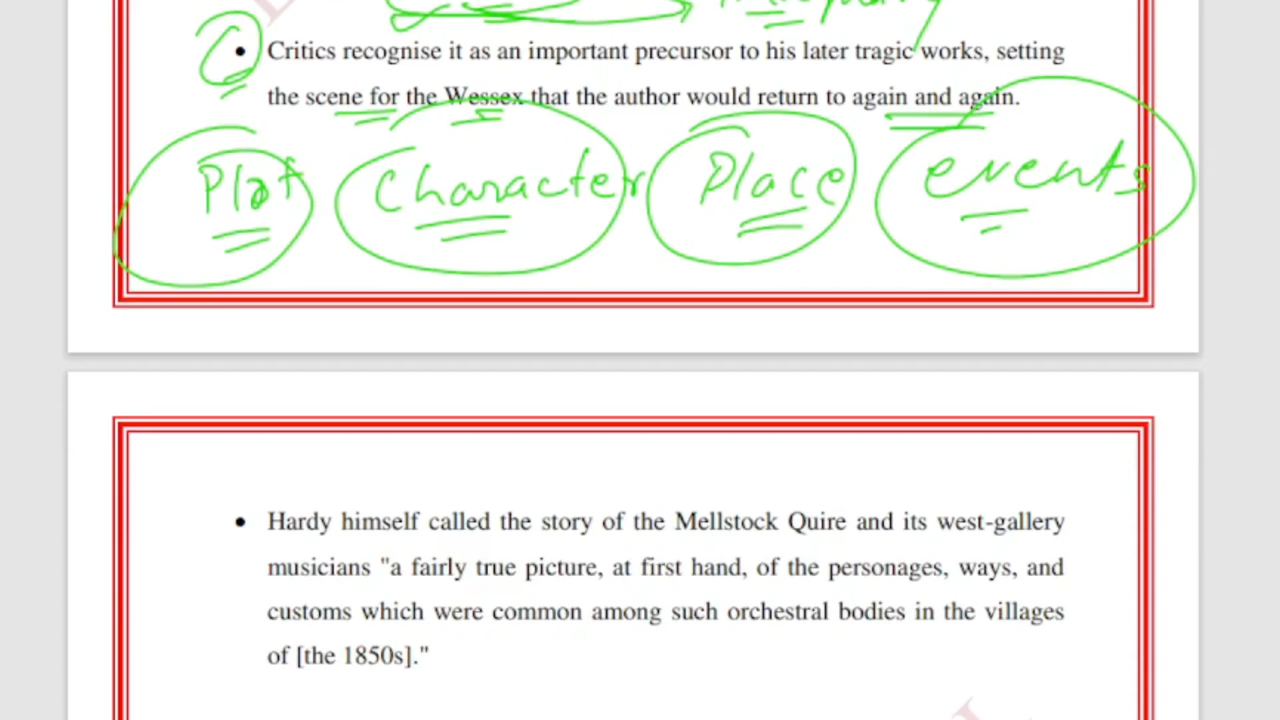 • Critics recognise it as an important precursor to his later tragic works, setting
the scene for the Wessex that the author would return to again and again.
Plot Character Place events
• Hardy himself called the story of the Mellstock Quire and its west-gallery
musicians "a fairly true picture, at first hand, of the personages, ways, and
customs which were common among such orchestral bodies in the villages
of [the 1850s]."